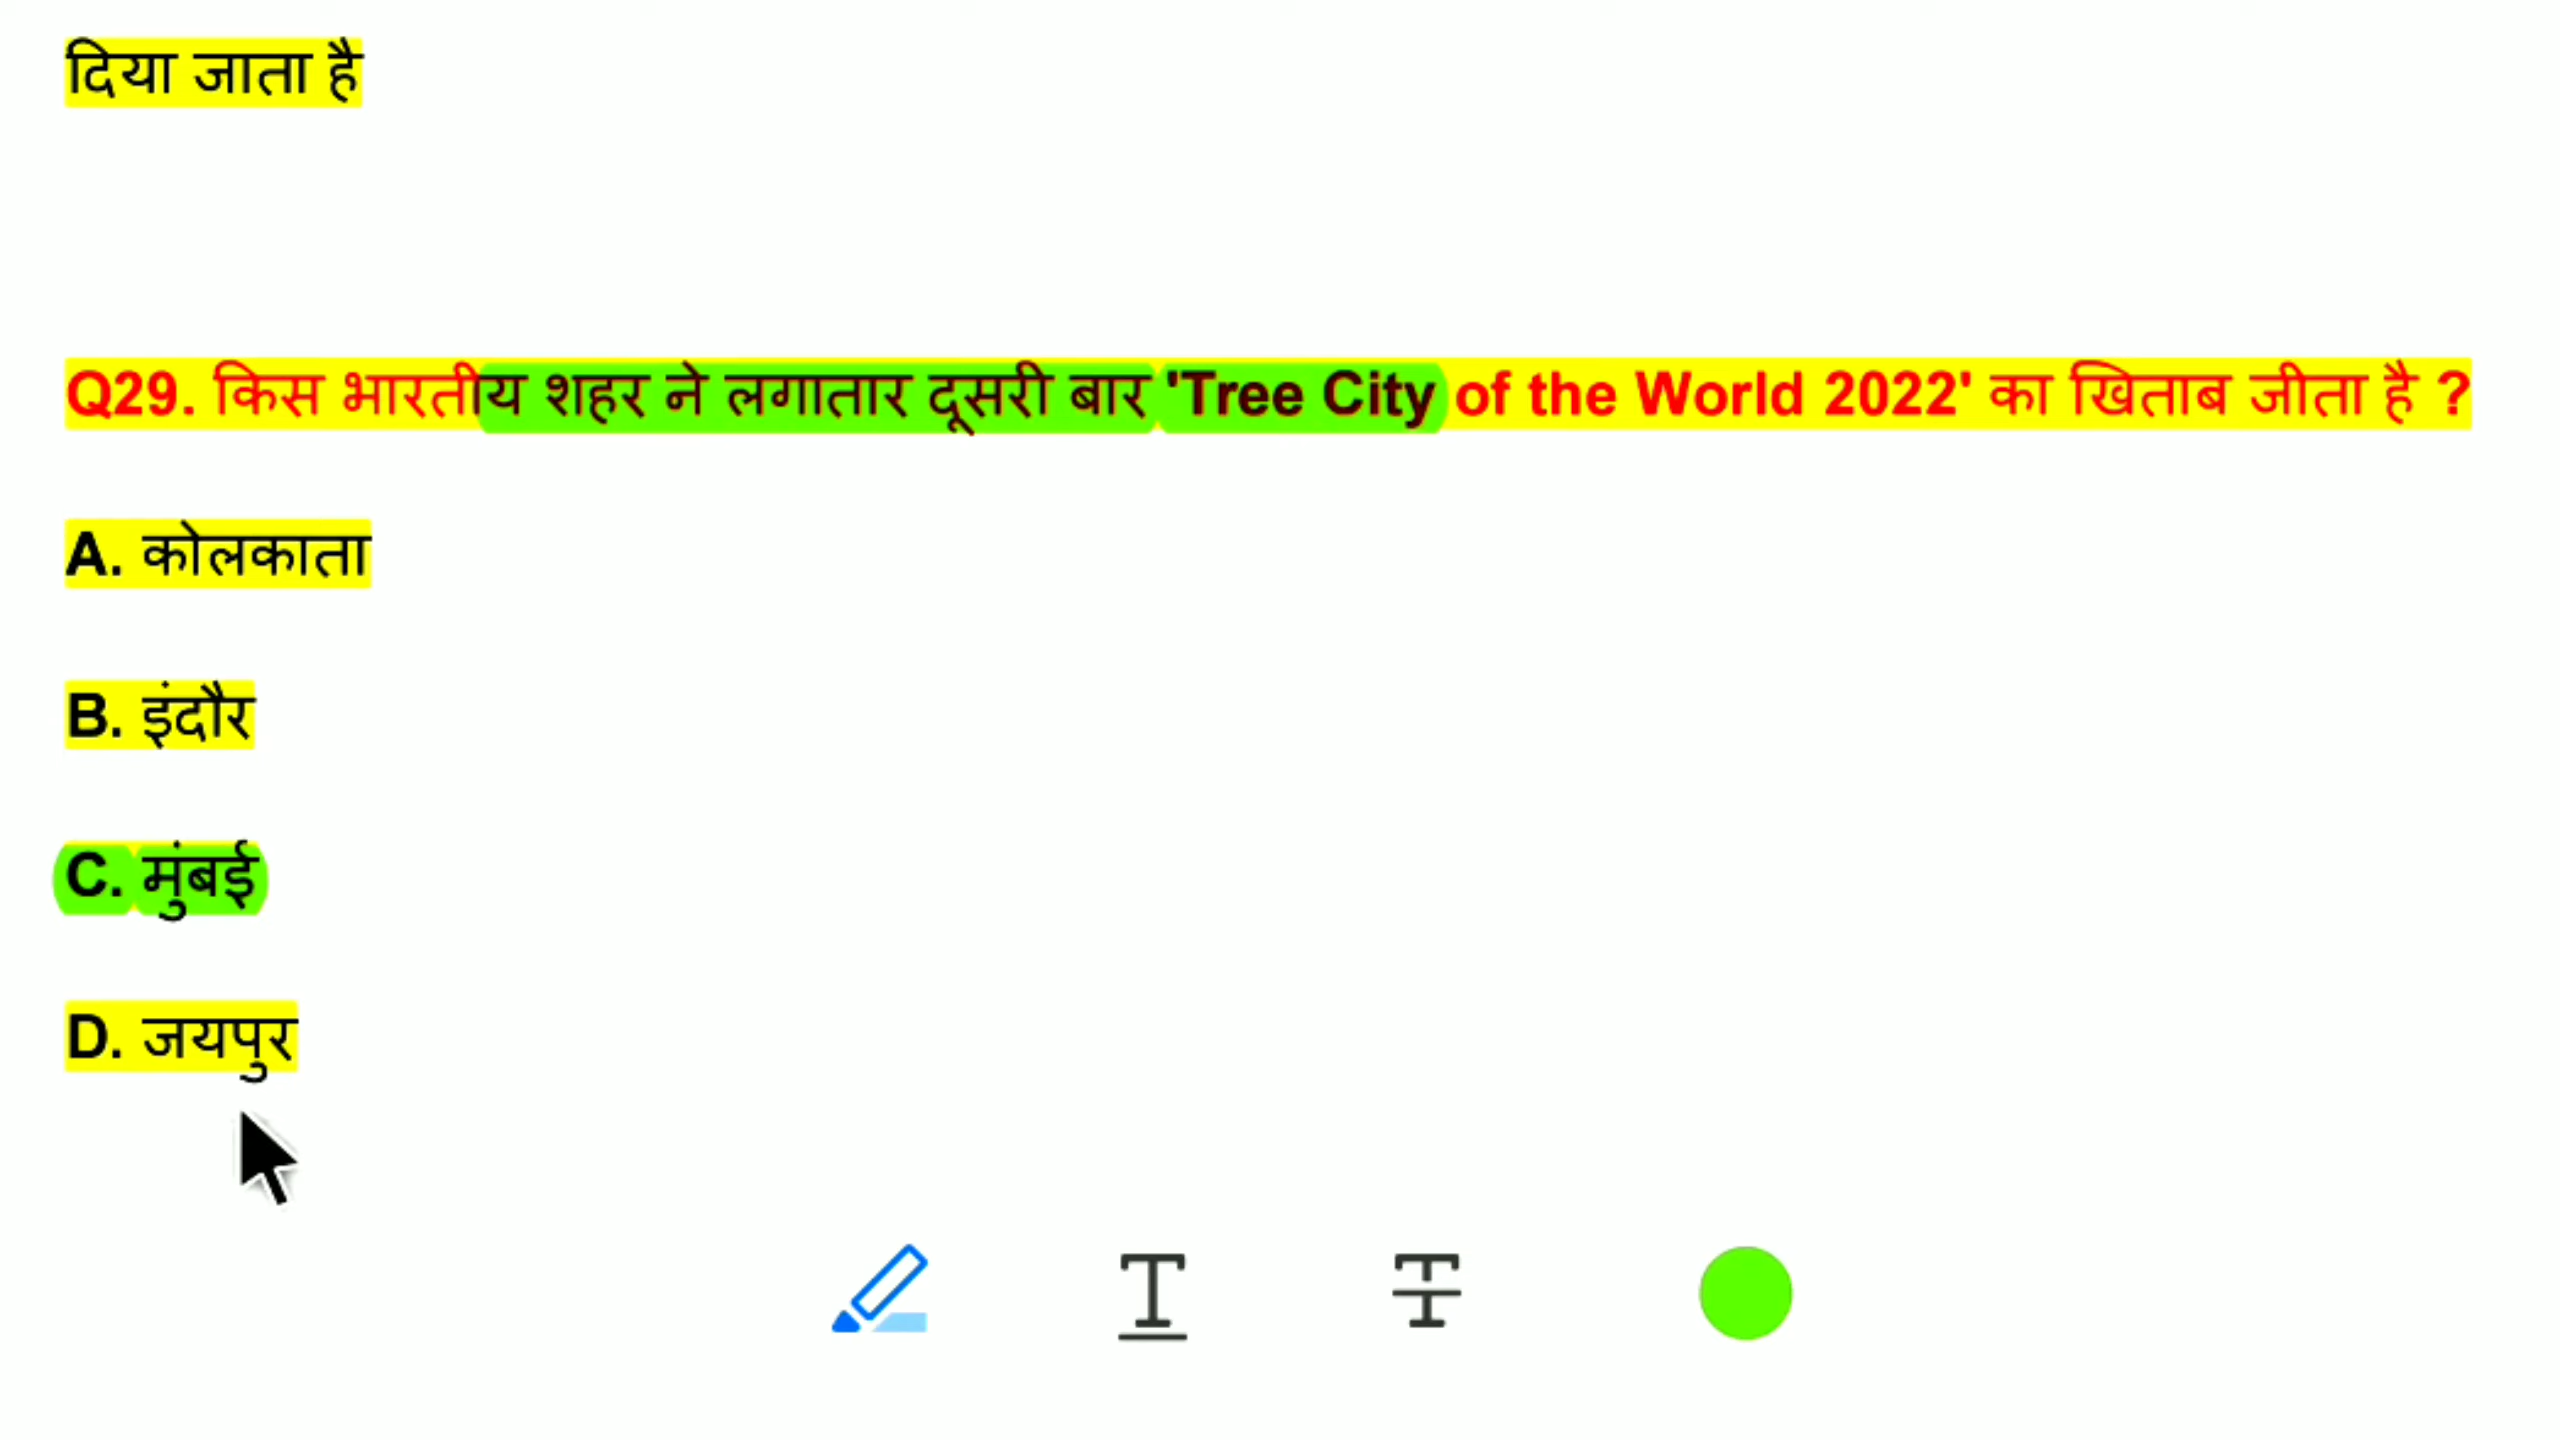 दिया जाता है
Q29. किस भारतीय शहर ने लगातार दूसरी बार 'Tree City of the World 2022' का खिताब जीता है ?
A. कोलकाता
B. इंदौर
C. मुंबई
D. जयपुर